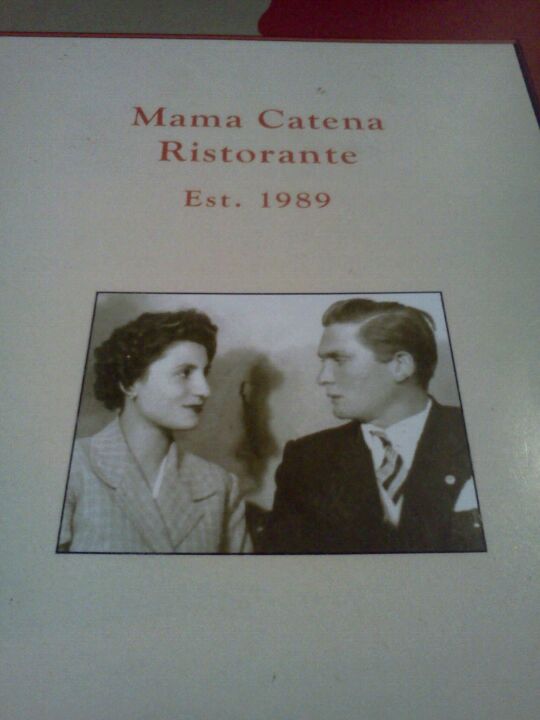 Mama Catena
Ristorante
Est. 1989